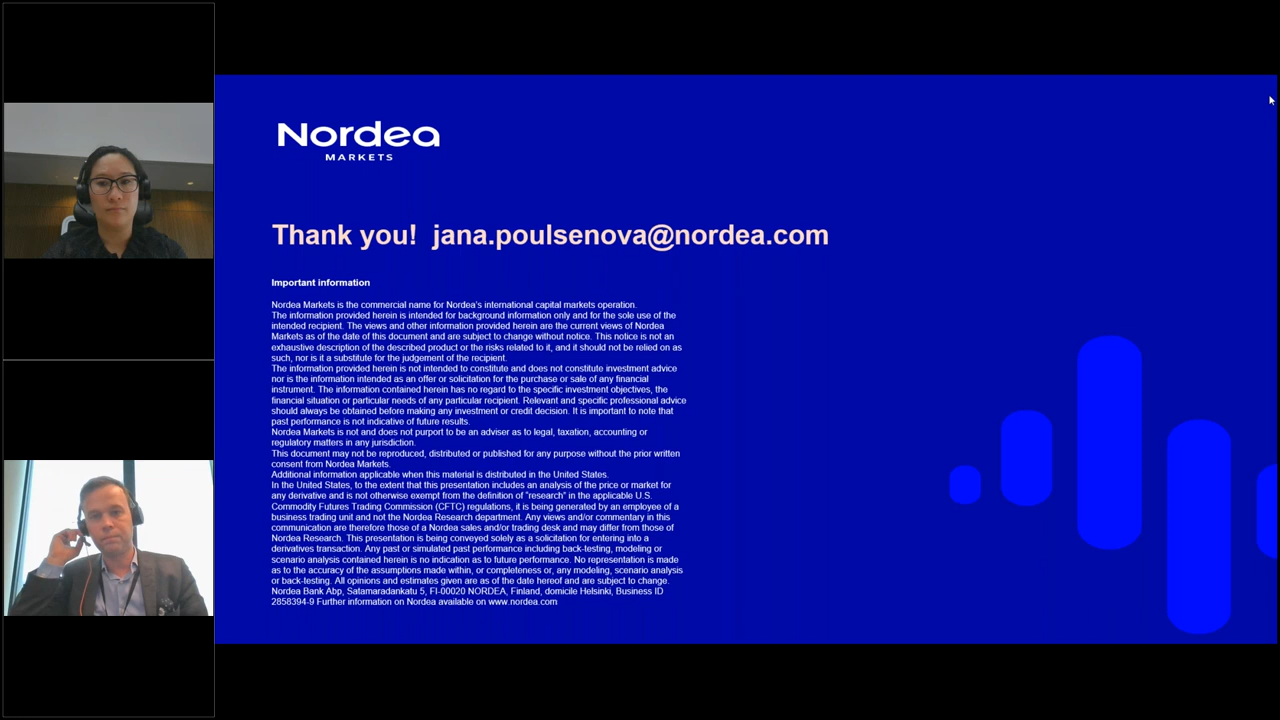 Nordea
MARKETS
Thank you! jana.poulsenova@nordea.com
Important information
Nordea Markets is the commercial name for Nordea's international capital markets operation.
The information provided herein is intended for background information only and for the sole use of the
intended recipient. The views and other information provided herein are the current views of Nordea
Markets as of the date of this document and are subject to change without notice. This notice is not an
exhaustive description of the described product or the risks related to it, and it should not be relied on as
such, nor is it a substitute for the judgement of the recipient.
The information provided herein is not intended to constitute and does not constitute investment advice
nor is the information intended as an offer or solicitation for the purchase or sale of any financial
instrument. The information contained herein has no regard to the specific investment objectives, the
financial situation or particular needs of any particular recipient. Relevant and specific professional advice
should always be obtained before making any investment or credit decision. It is important to note that
past performance is not indicative of future results.
Nordea Markets is not and does not purport to be an adviser as to legal, taxation, accounting or
regulatory matters in any jurisdiction.
This document may not be reproduced, distributed or published for any purpose without the prior written
consent from Nordea Markets.
Additional information applicable when this material is distributed in the United States.
In the United States, to the extent that this presentation includes an analysis of the price or market for
any derivative and is not otherwise exempt from the definition of "research" in the applicable U.S.
Commodity Futures Trading Commission (CFTC) regulations, it is being generated by an employee of a
business trading unit and not the Nordea Research department. Any views and/or commentary in this
communication are therefore those of a Nordea sales and/or trading desk and may differ from those of
Nordea Research. This presentation is being conveyed solely as a solicitation for entering into a
derivatives transaction. Any past or simulated past performance including back-testing, modeling or
scenario analysis contained herein is no indication as to future performance. No representation is made
as to the accuracy of the assumptions made within, or completeness or, any modeling, scenario analysis
or back-testing. All opinions and estimates given are as of the date hereof and are subject to change.
Nordea Bank Abp, Satamaradankatu 5, FI-00020 NORDEA, Finland, domicile Helsinki, Business ID
2858394-9 Further information on Nordea available on www.nordea.com